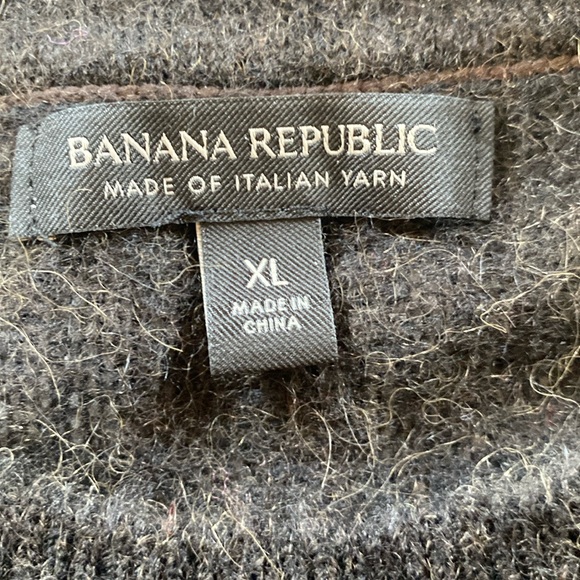 BANANA REPUBLIC
MADE OF ITALIAN YARN
XL
MADE IN
CHINA